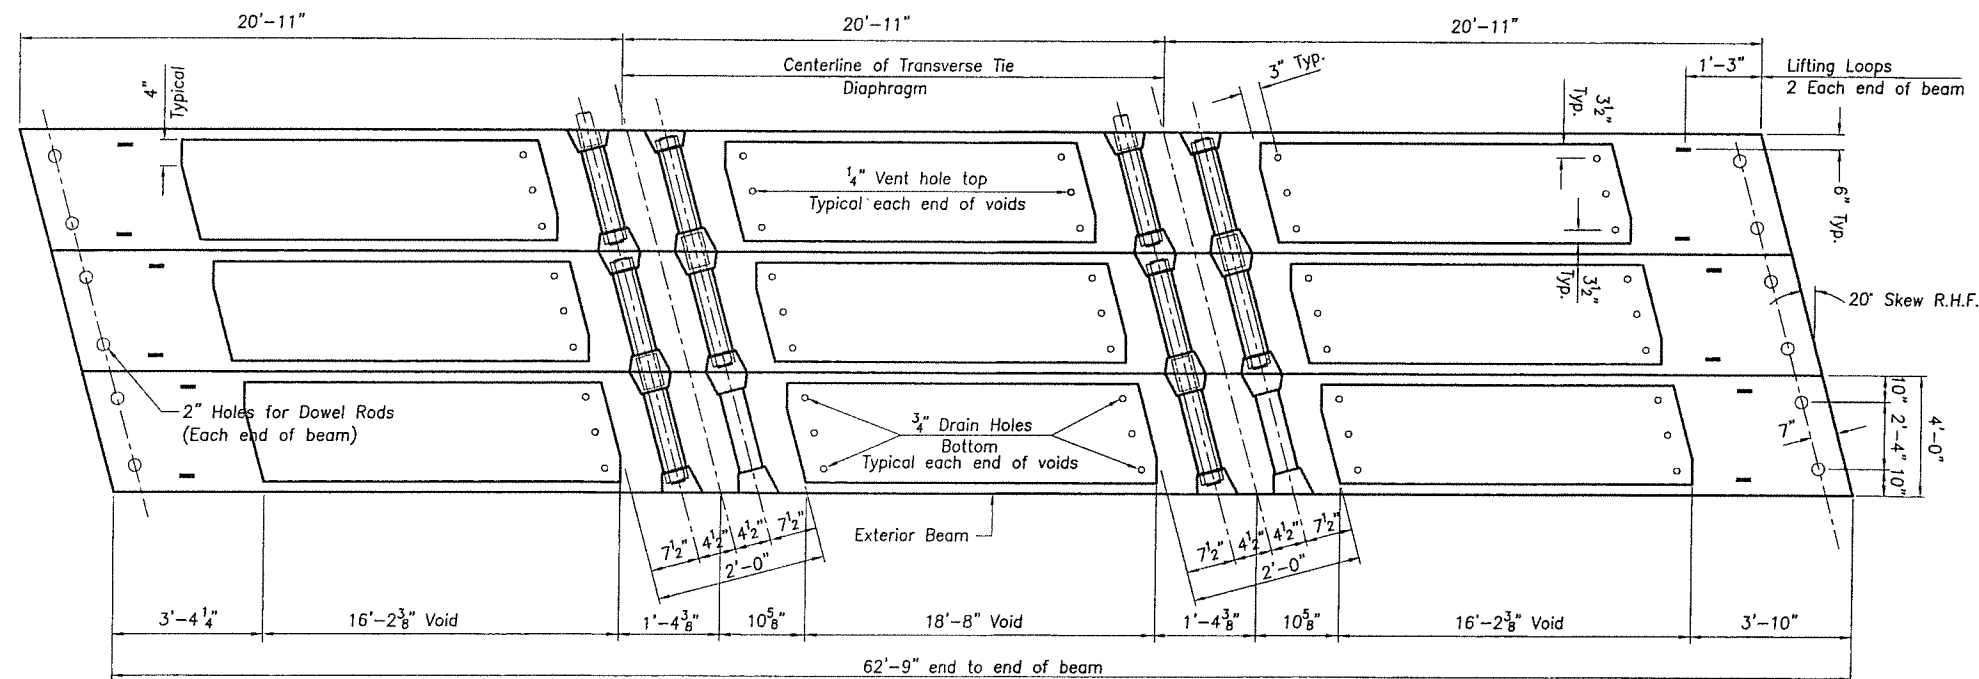 20'-11" 20'-11" 20'-11"
4" Typical
Centerline of Transverse Tie
Diaphragm
3" Typ.
1'-3"
Lifting Loops
2 Each end of beam
3½" Typ.
¼" Vent hole top
Typical each end of voids
6" Typ.
3½" Typ.
20° Skew R.H.F.
2" Holes for Dowel Rods
(Each end of beam)
¾" Drain Holes
Bottom
Typical each end of voids
7"
10" 2'-4" 10"
4'-0"
Exterior Beam
7½" 4½" 4½" 7½"
2'-0"
7½" 4½" 4½" 7½"
2'-0"
3'-4¼" 16'-2⅜" Void 1'-4⅜" 10⅝" 18'-8" Void 1'-4⅜" 10⅝" 16'-2⅜" Void 3'-10"
62'-9" end to end of beam